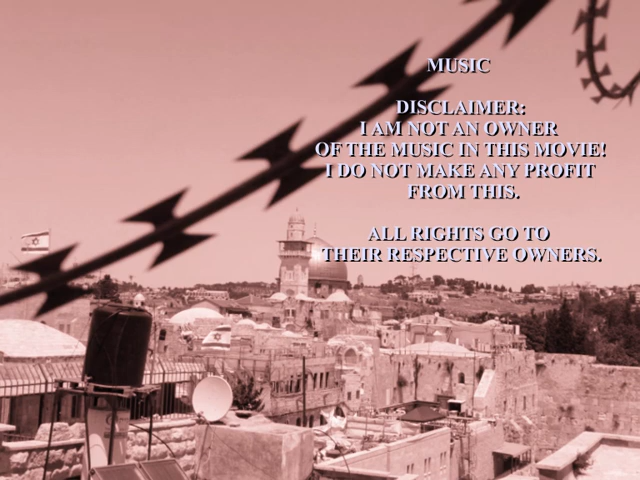 MUSIC
DISCLAIMER:
I AM NOT AN OWNER
OF THE MUSIC IN THIS MOVIE!
I DO NOT MAKE ANY PROFIT
FROM THIS.
ALL RIGHTS GO TO
THEIR RESPECTIVE OWNERS.